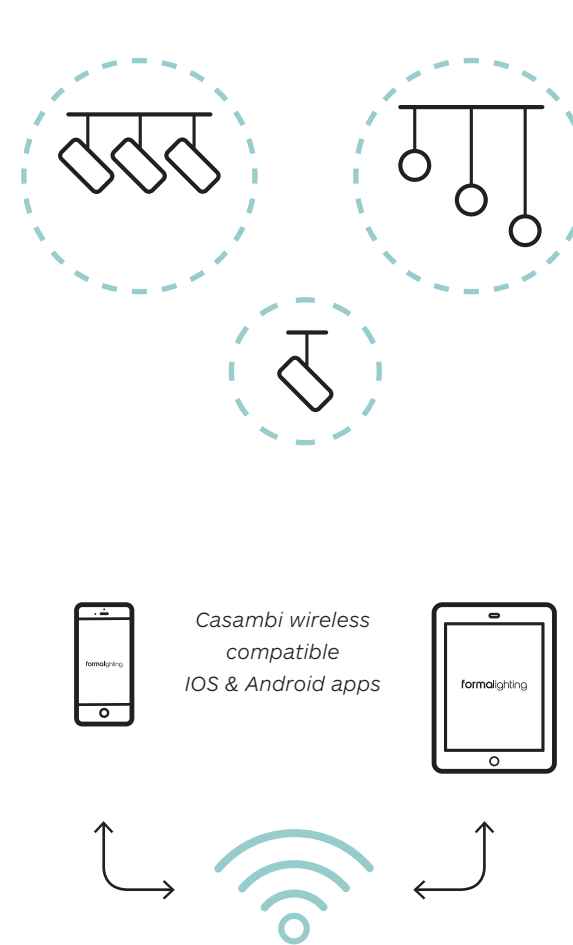 Casambi wireless
compatible
IOS & Android apps
formalighting
formalighting